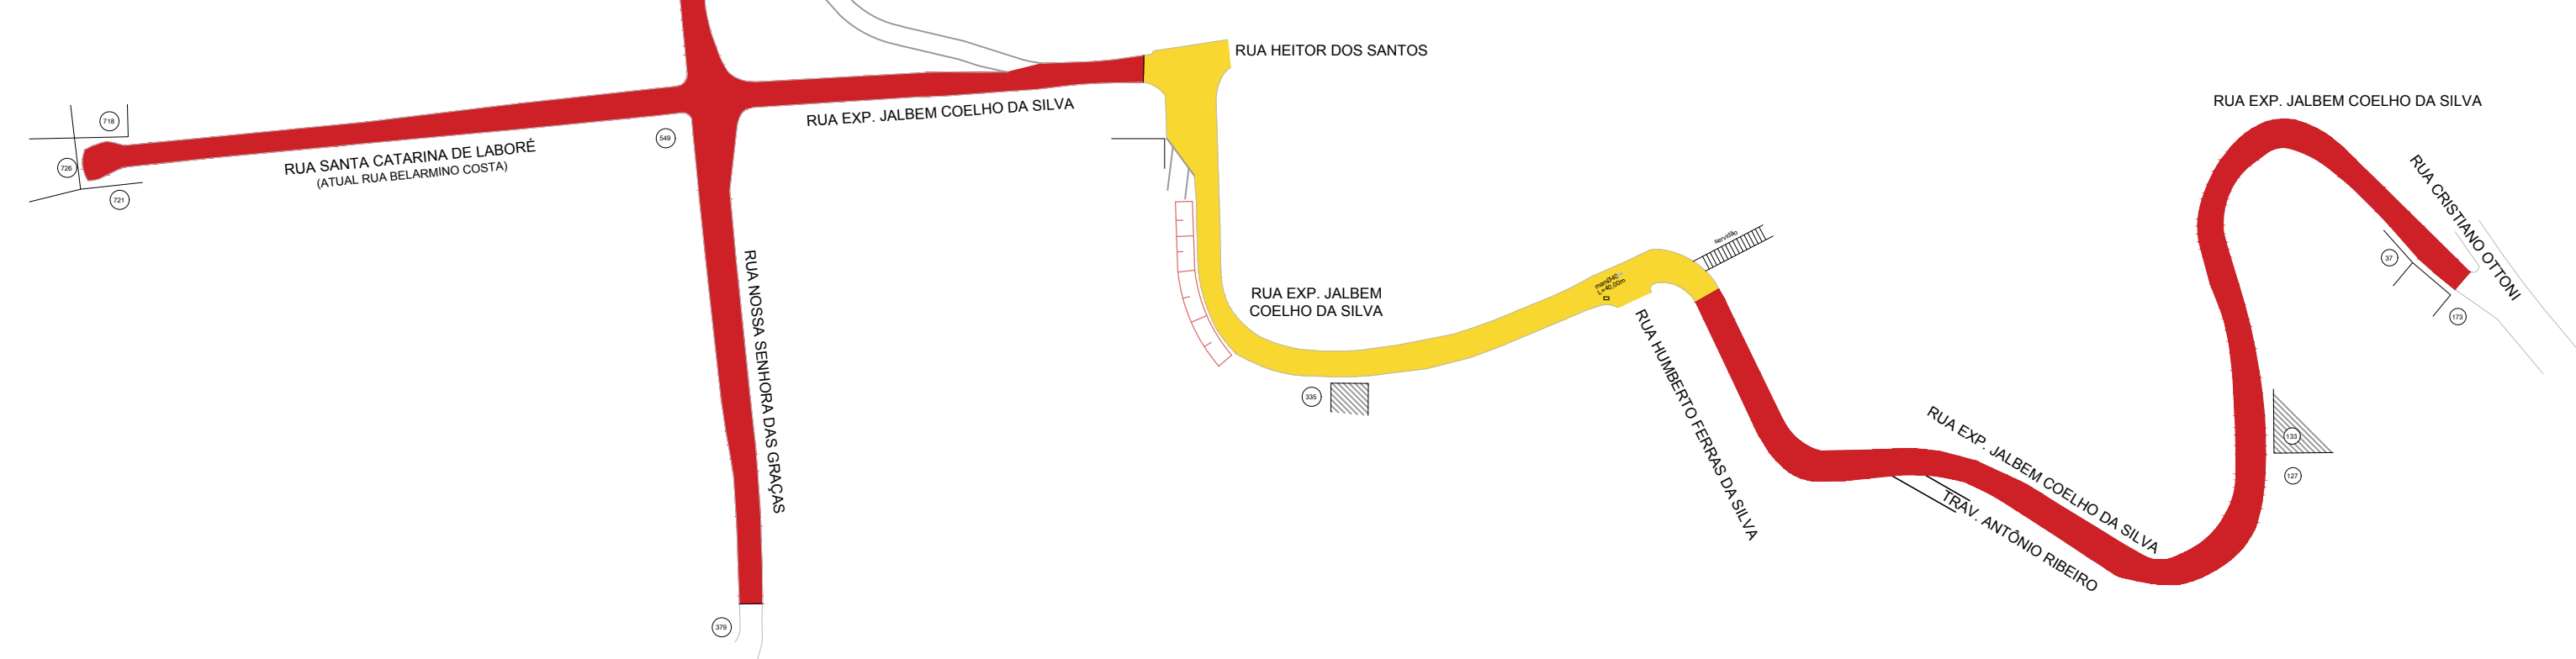 RUA HEITOR DOS SANTOS
RUA EXP. JALBEM COELHO DA SILVA
718
726
721
549
RUA SANTA CATARINA DE LABORÉ
(ATUAL RUA BELARMINO COSTA)
RUA EXP. JALBEM COELHO DA SILVA
RUA NOSSA SENHORA DAS GRAÇAS
379
RUA EXP. JALBEM
COELHO DA SILVA
335
servidão
L=40,00m
RUA HUMBERTO FERRAS DA SILVA
RUA EXP. JALBEM COELHO DA SILVA
TRAV. ANTÔNIO RIBEIRO
RUA CRISTIANO OTTONI
37
173
133
127